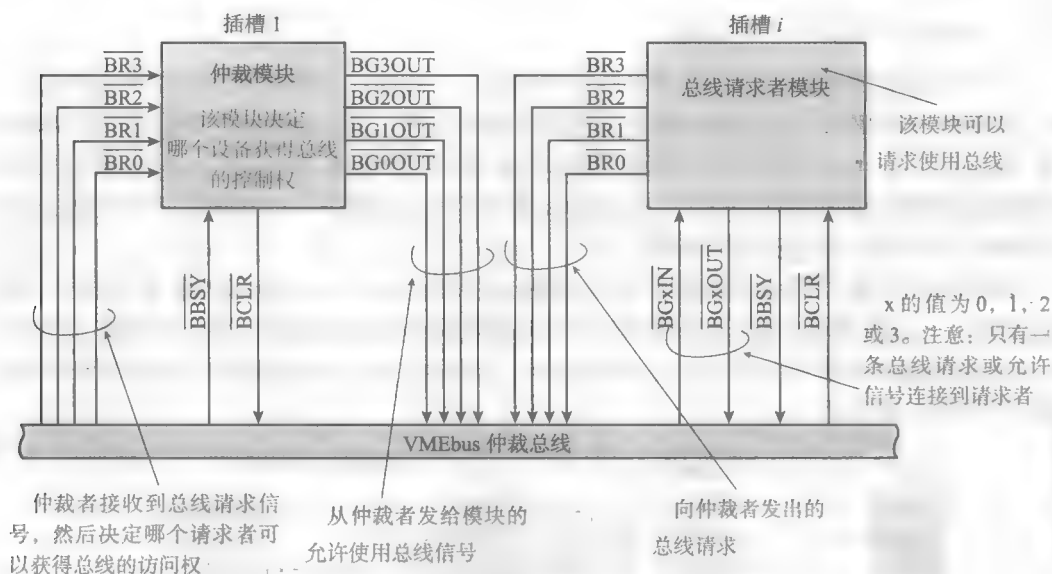 插槽 1
插槽 i
BR3
BR2
BR1
BR0
仲裁模块
该模块决定
哪个设备获得总线
的控制权
BG3OUT
BG2OUT
BG1OUT
BG0OUT
BR3
BR2
BR1
BR0
总线请求者模块
该模块可以
请求使用总线
BBSY
BCLR
BGxIN
BGxOUT
BBSY
BCLR
x 的值为 0, 1, 2
或 3。注意：只有一
条总线请求或允许
信号连接到请求者
VMEbus 仲裁总线
仲裁者接收到总线请求信
号，然后决定哪个请求者可
以获得总线的访问权
从仲裁者发给模块的
允许使用总线信号
向仲裁者发出的
总线请求